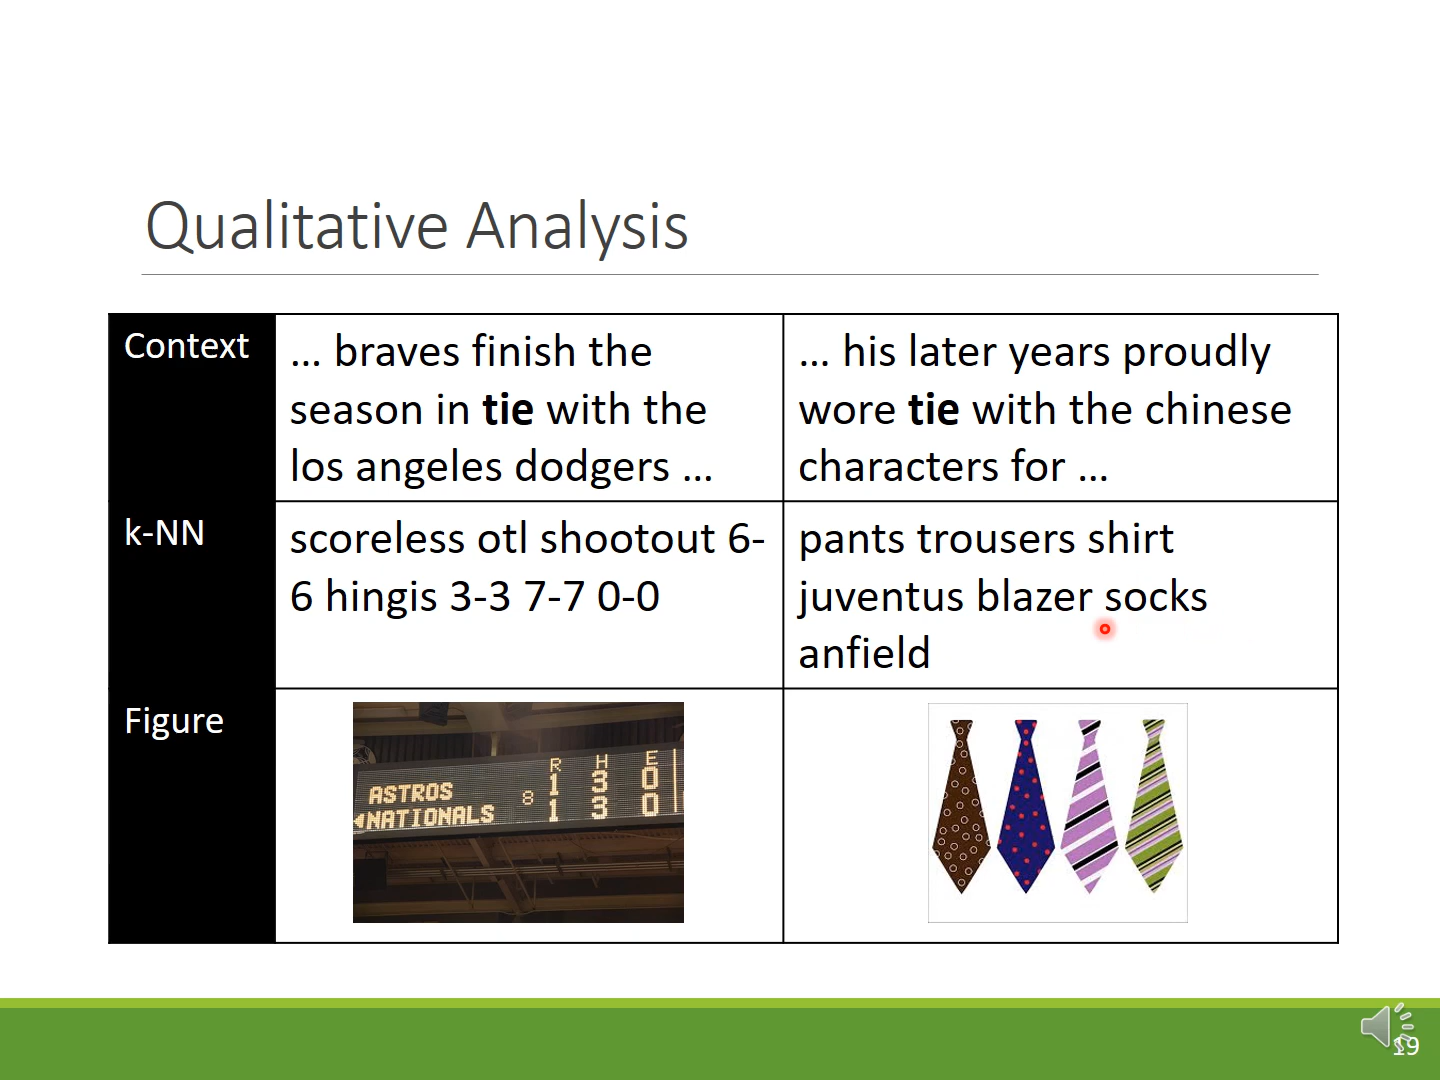 Qualitative Analysis
Context
... braves finish the
season in tie with the
los angeles dodgers ...
... his later years proudly
wore tie with the chinese
characters for ...
k-NN
scoreless otl shootout 6-
6 hingis 3-3 7-7 0-0
pants trousers shirt
juventus blazer socks
anfield
Figure
R H E
ASTROS 1 3 0
8
NATIONALS 1 3 0
19